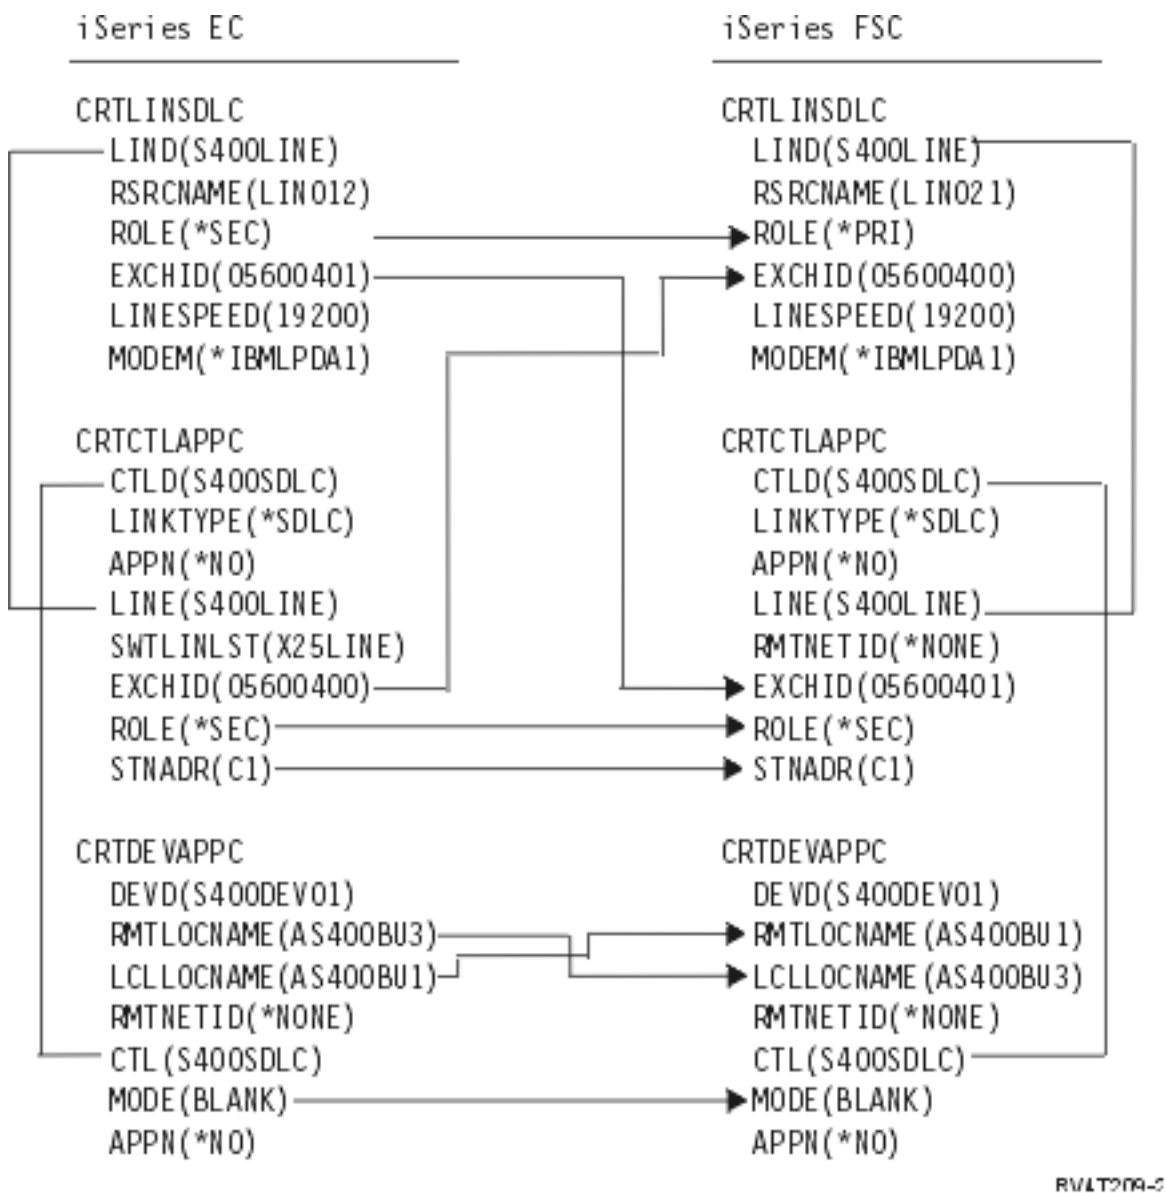 iSeries EC
CRTLINSDLC
LIND(S400LINE)
RSRCNAME(LIN012)
ROLE(*SEC)
EXCHID(05600401)
LINESPEED(19200)
MODEM(*IBMLPDA1)
CRTCTLAPPC
CTLD(S400SDLC)
LINKTYPE(*SDLC)
APPN(*NO)
LINE(S400LINE)
SWTLINLST(X25LINE)
EXCHID(05600400)
ROLE(*SEC)
STNADR(C1)
CRTDEVAPPC
DEVD(S400DEV01)
RMTLOCNAME(AS400BU3)
LCLLOCNAME(AS400BU1)
RMTNETID(*NONE)
CTL(S400SDLC)
MODE(BLANK)
APPN(*NO)
iSeries FSC
CRTLINSDLC
LIND(S400LINE)
RSRCNAME(LIN021)
ROLE(*PRI)
EXCHID(05600400)
LINESPEED(19200)
MODEM(*IBMLPDA1)
CRTCTLAPPC
CTLD(S400SDLC)
LINKTYPE(*SDLC)
APPN(*NO)
LINE(S400LINE)
RMTNETID(*NONE)
EXCHID(05600401)
ROLE(*SEC)
STNADR(C1)
CRTDEVAPPC
DEVD(S400DEV01)
RMTLOCNAME(AS400BU1)
LCLLOCNAME(AS400BU3)
RMTNETID(*NONE)
CTL(S400SDLC)
MODE(BLANK)
APPN(*NO)